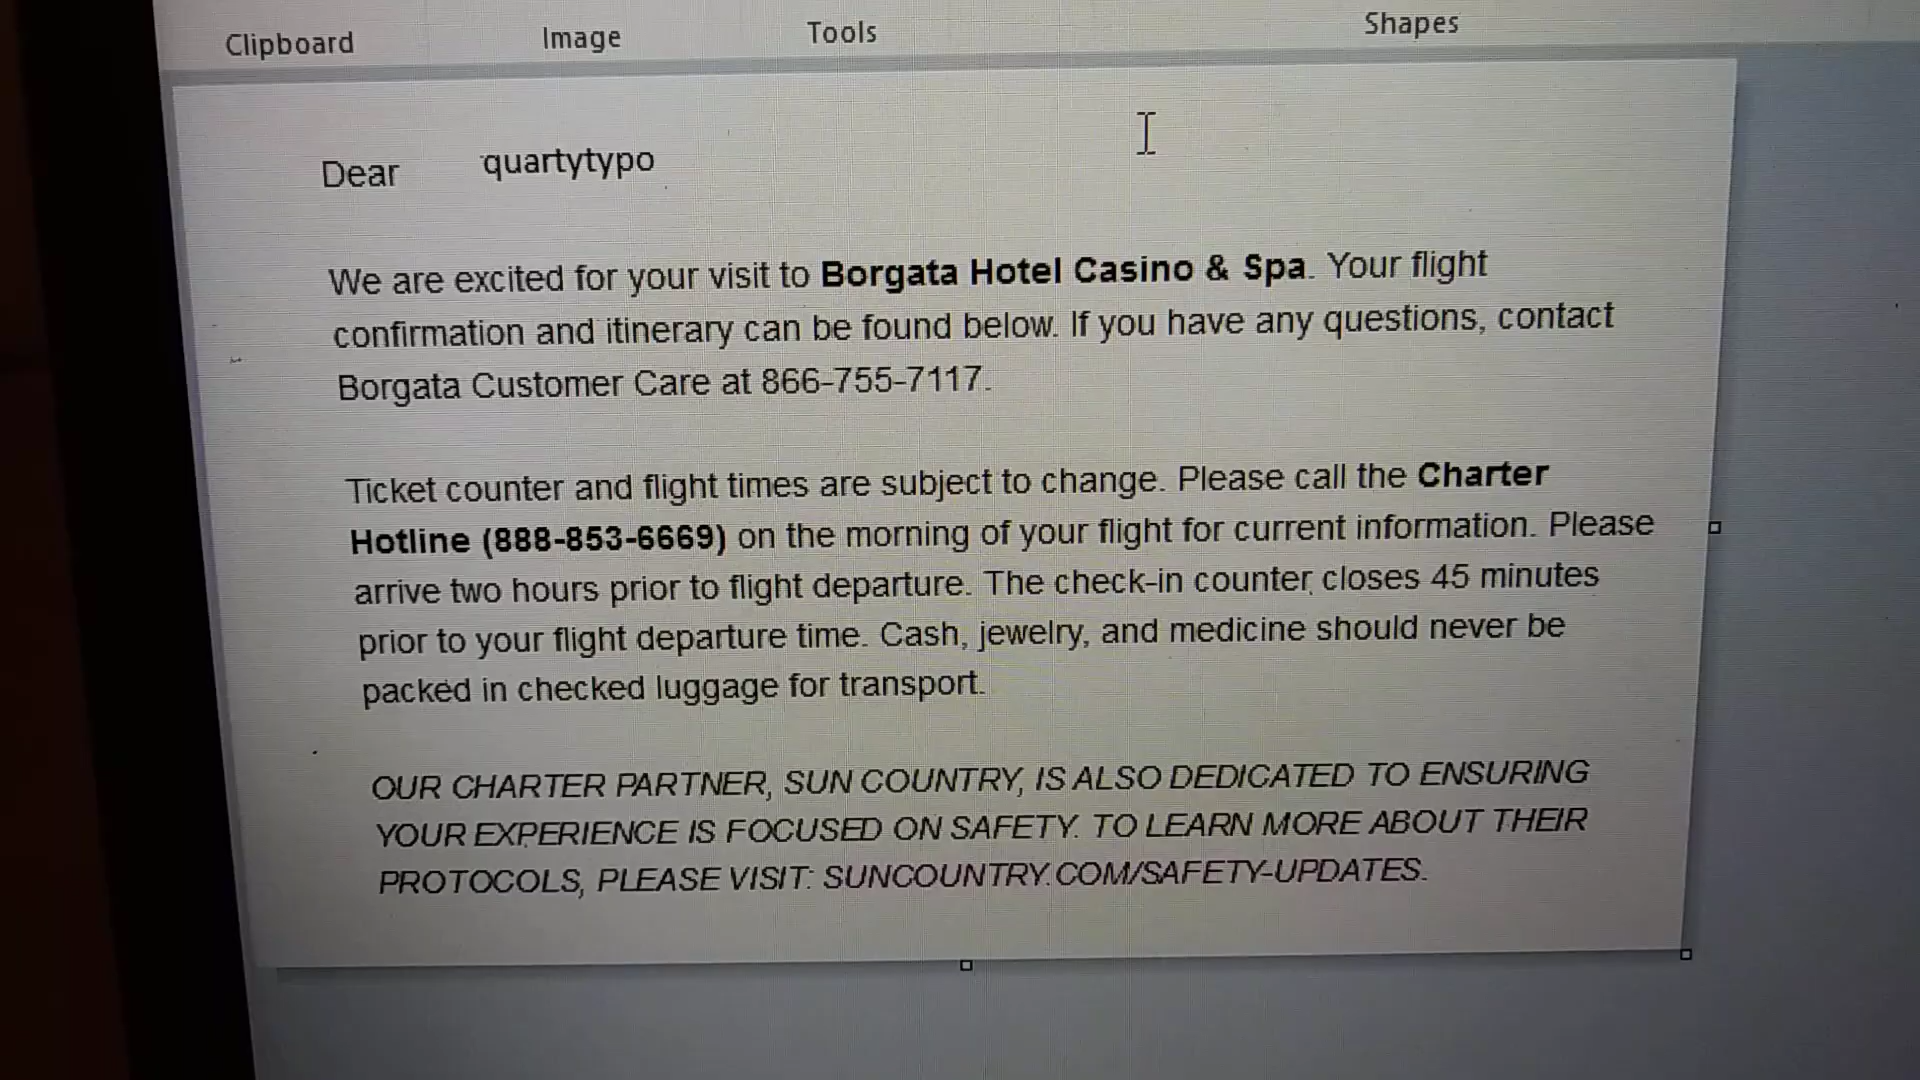 Clipboard Image Tools Shapes
Dear quartytypo
We are excited for your visit to Borgata Hotel Casino & Spa. Your flight
confirmation and itinerary can be found below. If you have any questions, contact
Borgata Customer Care at 866-755-7117.
Ticket counter and flight times are subject to change. Please call the Charter
Hotline (888-853-6669) on the morning of your flight for current information. Please
arrive two hours prior to flight departure. The check-in counter closes 45 minutes
prior to your flight departure time. Cash, jewelry, and medicine should never be
packed in checked luggage for transport.
OUR CHARTER PARTNER, SUN COUNTRY, IS ALSO DEDICATED TO ENSURING
YOUR EXPERIENCE IS FOCUSED ON SAFETY. TO LEARN MORE ABOUT THEIR
PROTOCOLS, PLEASE VISIT: SUNCOUNTRY.COM/SAFETY-UPDATES.